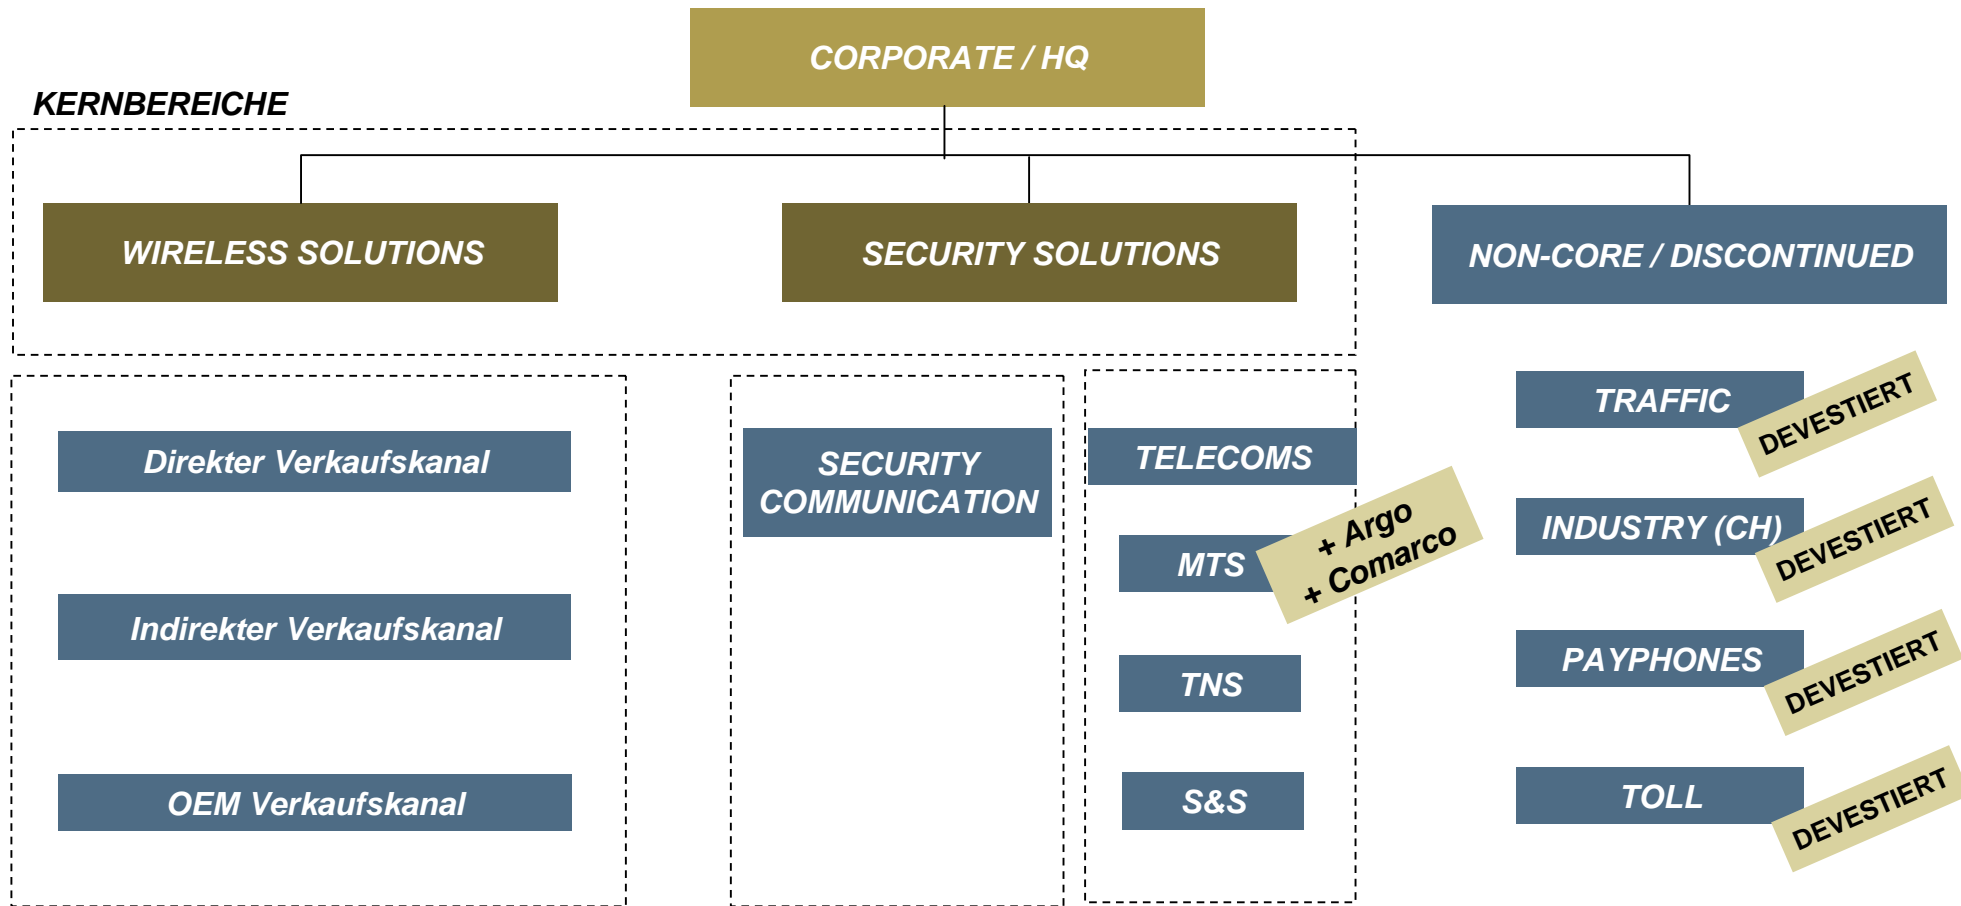 CORPORATE / HQ
KERNBEREICHE
WIRELESS SOLUTIONS
SECURITY SOLUTIONS
NON-CORE / DISCONTINUED
Direkter Verkaufskanal
Indirekter Verkaufskanal
OEM Verkaufskanal
SECURITY
COMMUNICATION
TELECOMS
MTS
+ Argo
+ Comarco
TNS
S&S
TRAFFIC
DEVESTIERT
INDUSTRY (CH)
DEVESTIERT
PAYPHONES
DEVESTIERT
TOLL
DEVESTIERT